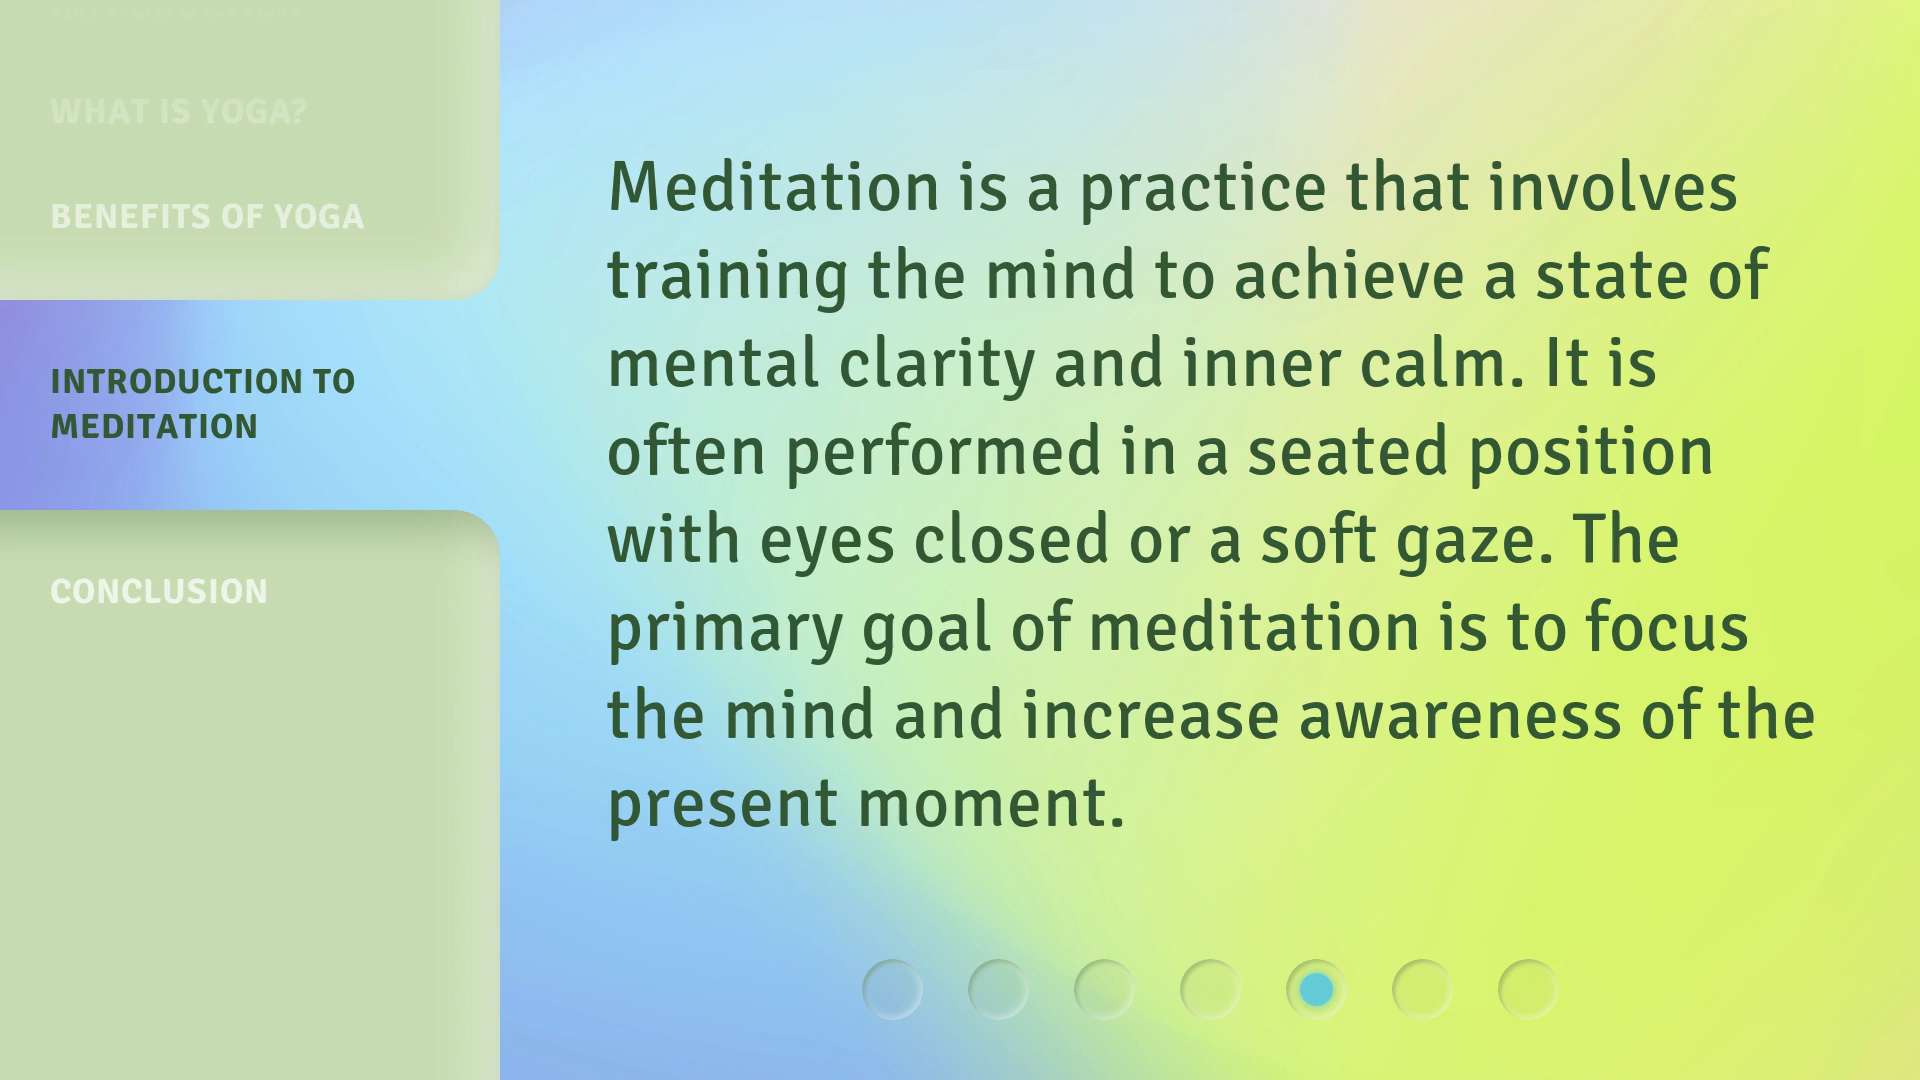 WHAT IS YOGA?
BENEFITS OF YOGA
INTRODUCTION TO
MEDITATION
CONCLUSION
Meditation is a practice that involves
training the mind to achieve a state of
mental clarity and inner calm. It is
often performed in a seated position
with eyes closed or a soft gaze. The
primary goal of meditation is to focus
the mind and increase awareness of the
present moment.